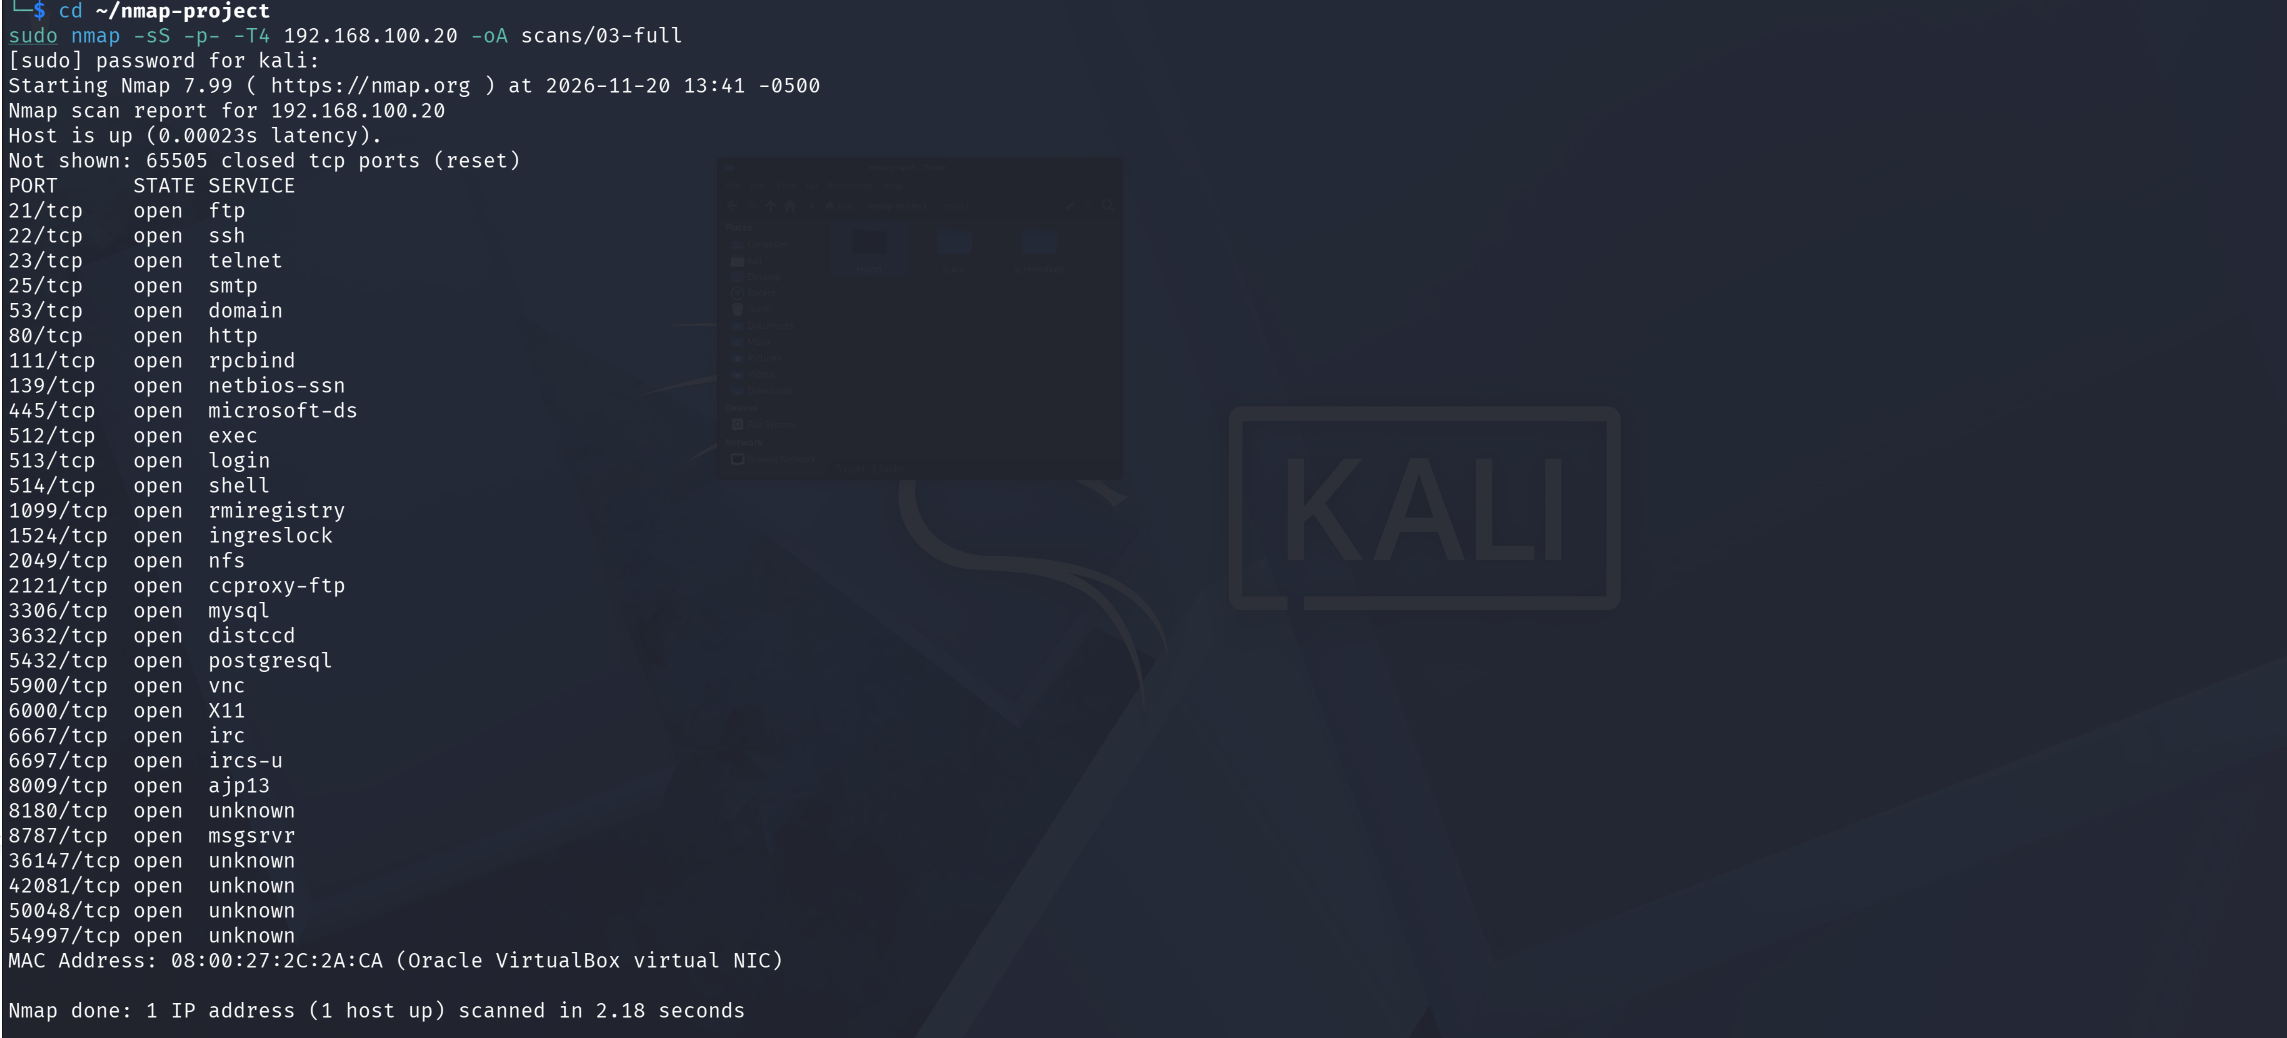 └─$ cd ~/nmap-project
sudo nmap -sS -p- -T4 192.168.100.20 -oA scans/03-full
[sudo] password for kali:
Starting Nmap 7.99 ( https://nmap.org ) at 2026-11-20 13:41 -0500
Nmap scan report for 192.168.100.20
Host is up (0.00023s latency).
Not shown: 65505 closed tcp ports (reset)
PORT      STATE SERVICE
21/tcp    open  ftp
22/tcp    open  ssh
23/tcp    open  telnet
25/tcp    open  smtp
53/tcp    open  domain
80/tcp    open  http
111/tcp   open  rpcbind
139/tcp   open  netbios-ssn
445/tcp   open  microsoft-ds
512/tcp   open  exec
513/tcp   open  login
514/tcp   open  shell
1099/tcp  open  rmiregistry
1524/tcp  open  ingreslock
2049/tcp  open  nfs
2121/tcp  open  ccproxy-ftp
3306/tcp  open  mysql
3632/tcp  open  distccd
5432/tcp  open  postgresql
5900/tcp  open  vnc
6000/tcp  open  X11
6667/tcp  open  irc
6697/tcp  open  ircs-u
8009/tcp  open  ajp13
8180/tcp  open  unknown
8787/tcp  open  msgsrvr
36147/tcp open  unknown
42081/tcp open  unknown
50048/tcp open  unknown
54997/tcp open  unknown
MAC Address: 08:00:27:2C:2A:CA (Oracle VirtualBox virtual NIC)
Nmap done: 1 IP address (1 host up) scanned in 2.18 seconds
KALI